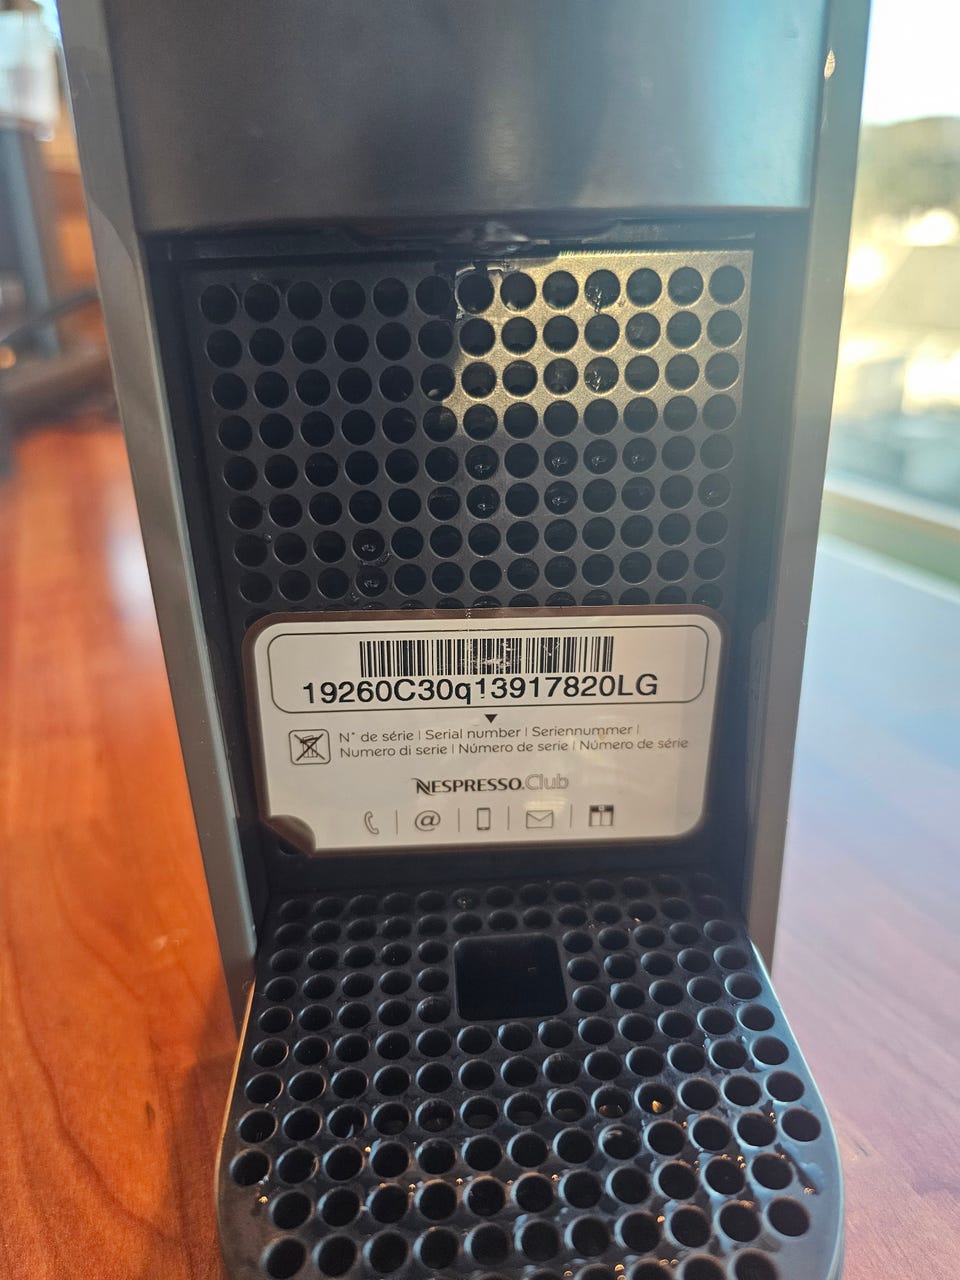 19260C30q13917820LG
N° de série | Serial number | Seriennummer |
Numero di serie | Número de serie | Número de série
NESPRESSO.Club
@